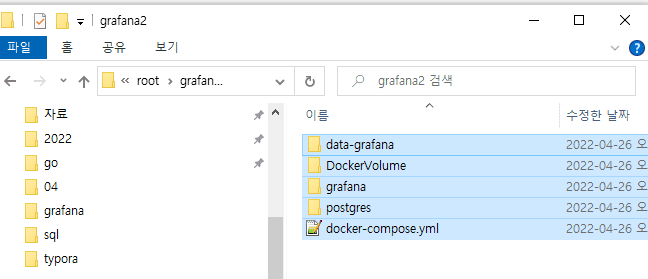 grafana2
파일 홈 공유 보기
root grafan... grafana2 검색
자료
2022
go
04
grafana
sql
typora
이름 수정한 날짜
data-grafana 2022-04-26 오
DockerVolume 2022-04-26 오
grafana 2022-04-26 오
postgres 2022-04-26 오
docker-compose.yml 2022-04-26 오